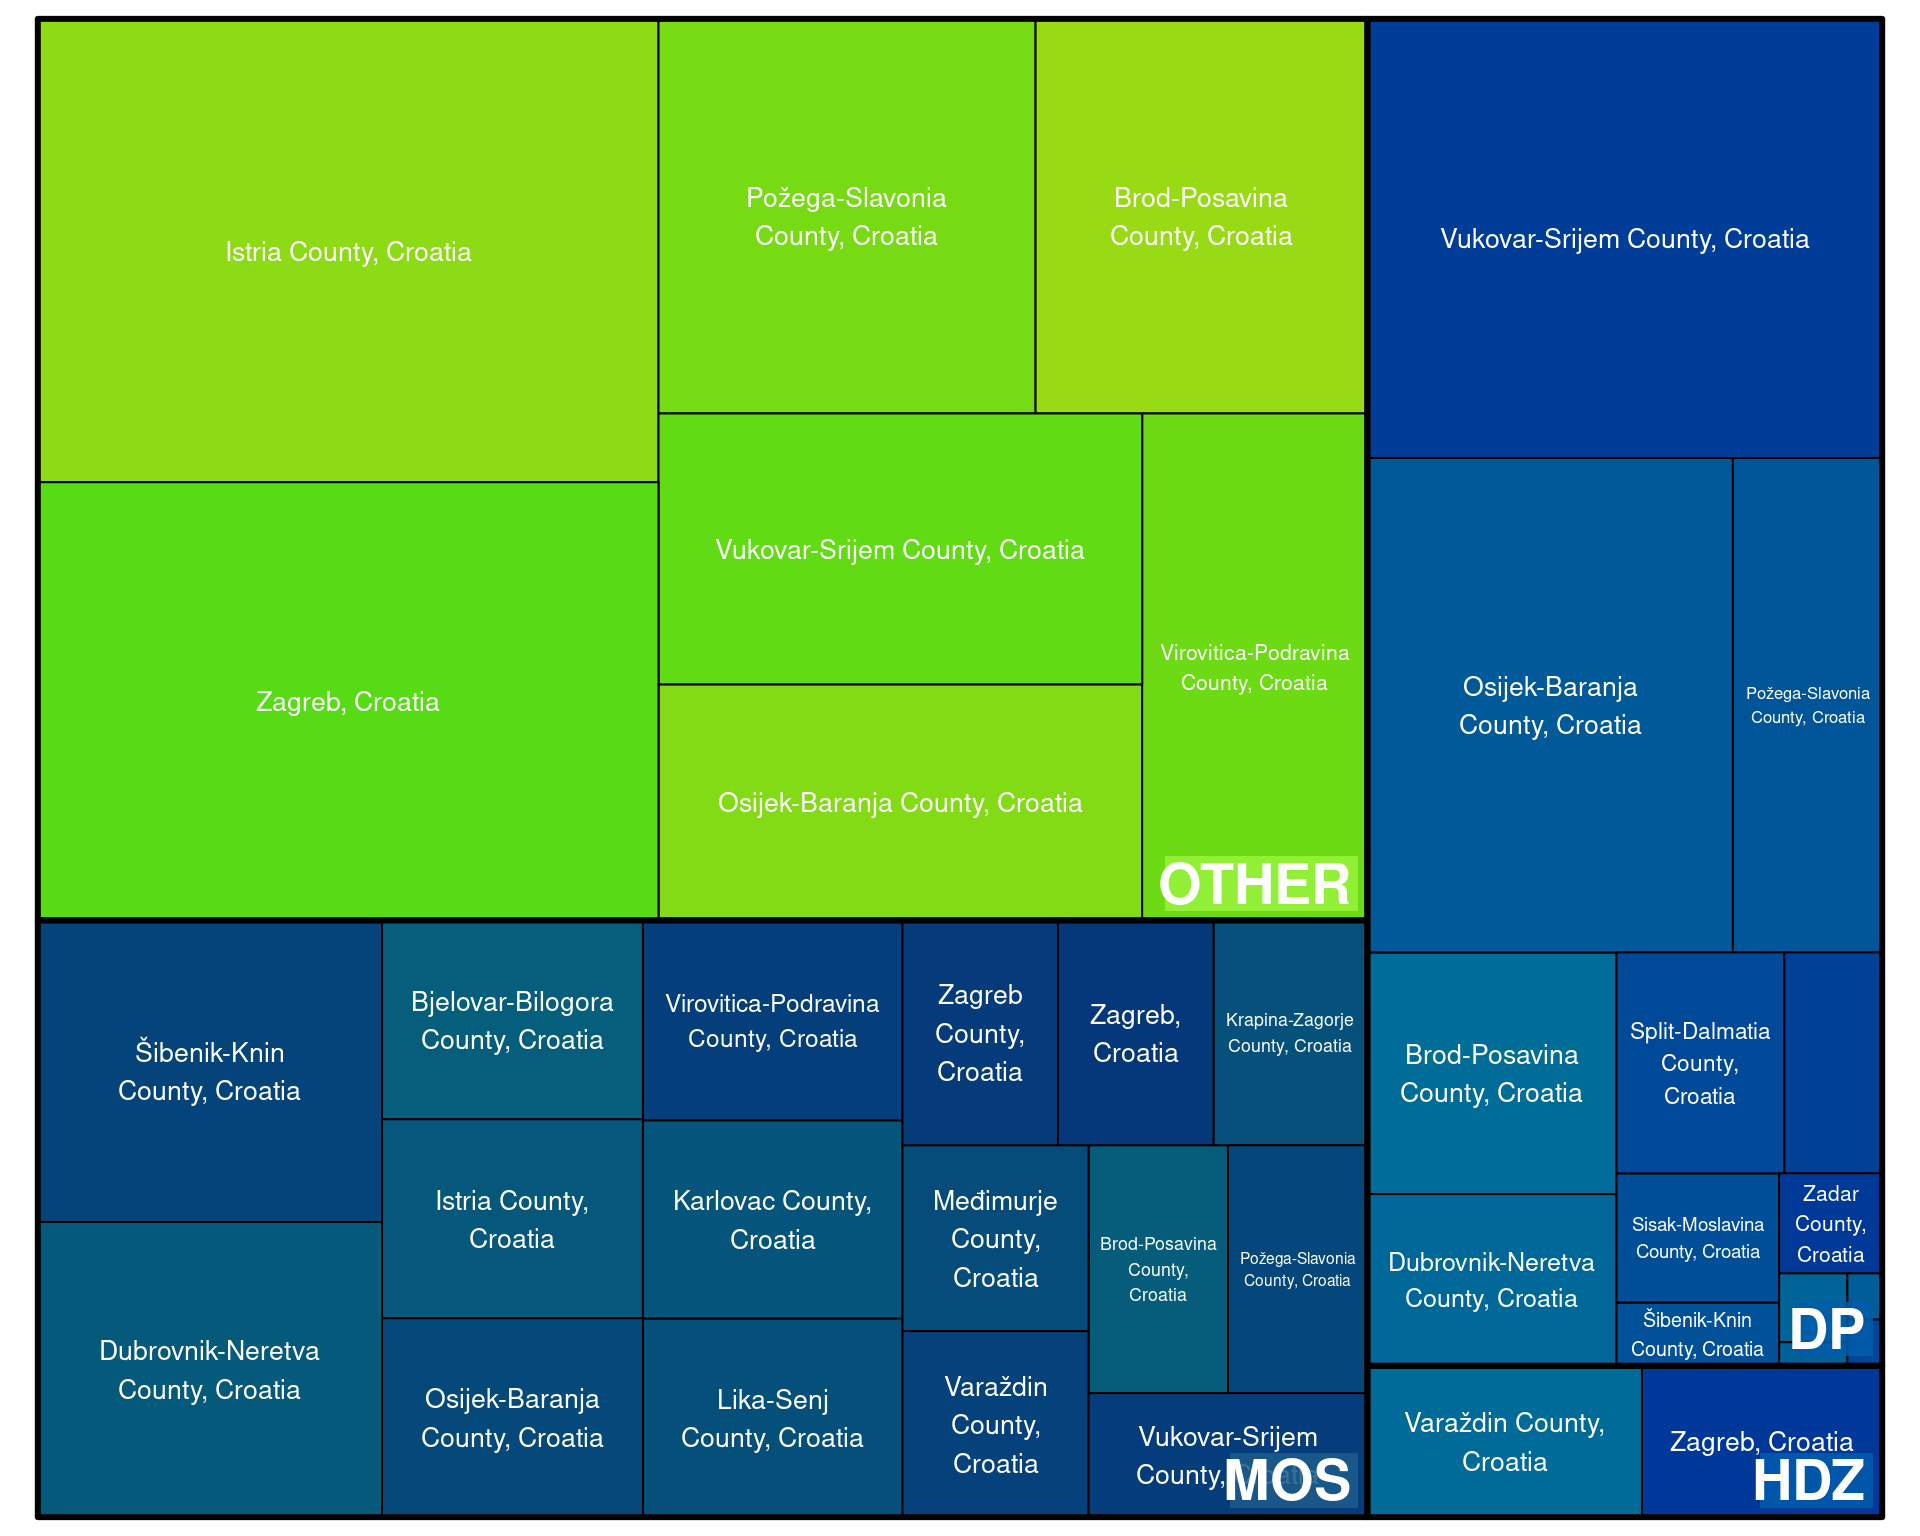 Istria County, Croatia
Požega-Slavonia
County, Croatia
Brod-Posavina
County, Croatia
Zagreb, Croatia
Vukovar-Srijem County, Croatia
Virovitica-Podravina
County, Croatia
Osijek-Baranja County, Croatia
OTHER
Vukovar-Srijem County, Croatia
Osijek-Baranja
County, Croatia
Požega-Slavonia
County, Croatia
Brod-Posavina
County, Croatia
Split-Dalmatia
County,
Croatia
Dubrovnik-Neretva
County, Croatia
Sisak-Moslavina
County, Croatia
Zadar
County,
Croatia
Šibenik-Knin
County, Croatia
DP
Šibenik-Knin
County, Croatia
Dubrovnik-Neretva
County, Croatia
Bjelovar-Bilogora
County, Croatia
Istria County,
Croatia
Osijek-Baranja
County, Croatia
Virovitica-Podravina
County, Croatia
Karlovac County,
Croatia
Lika-Senj
County, Croatia
Zagreb
County,
Croatia
Zagreb,
Croatia
Krapina-Zagorje
County, Croatia
Međimurje
County,
Croatia
Varaždin
County,
Croatia
Brod-Posavina
County,
Croatia
Požega-Slavonia
County, Croatia
Vukovar-Srijem
County,
MOS
Varaždin County,
Croatia
Zagreb, Croatia
HDZ